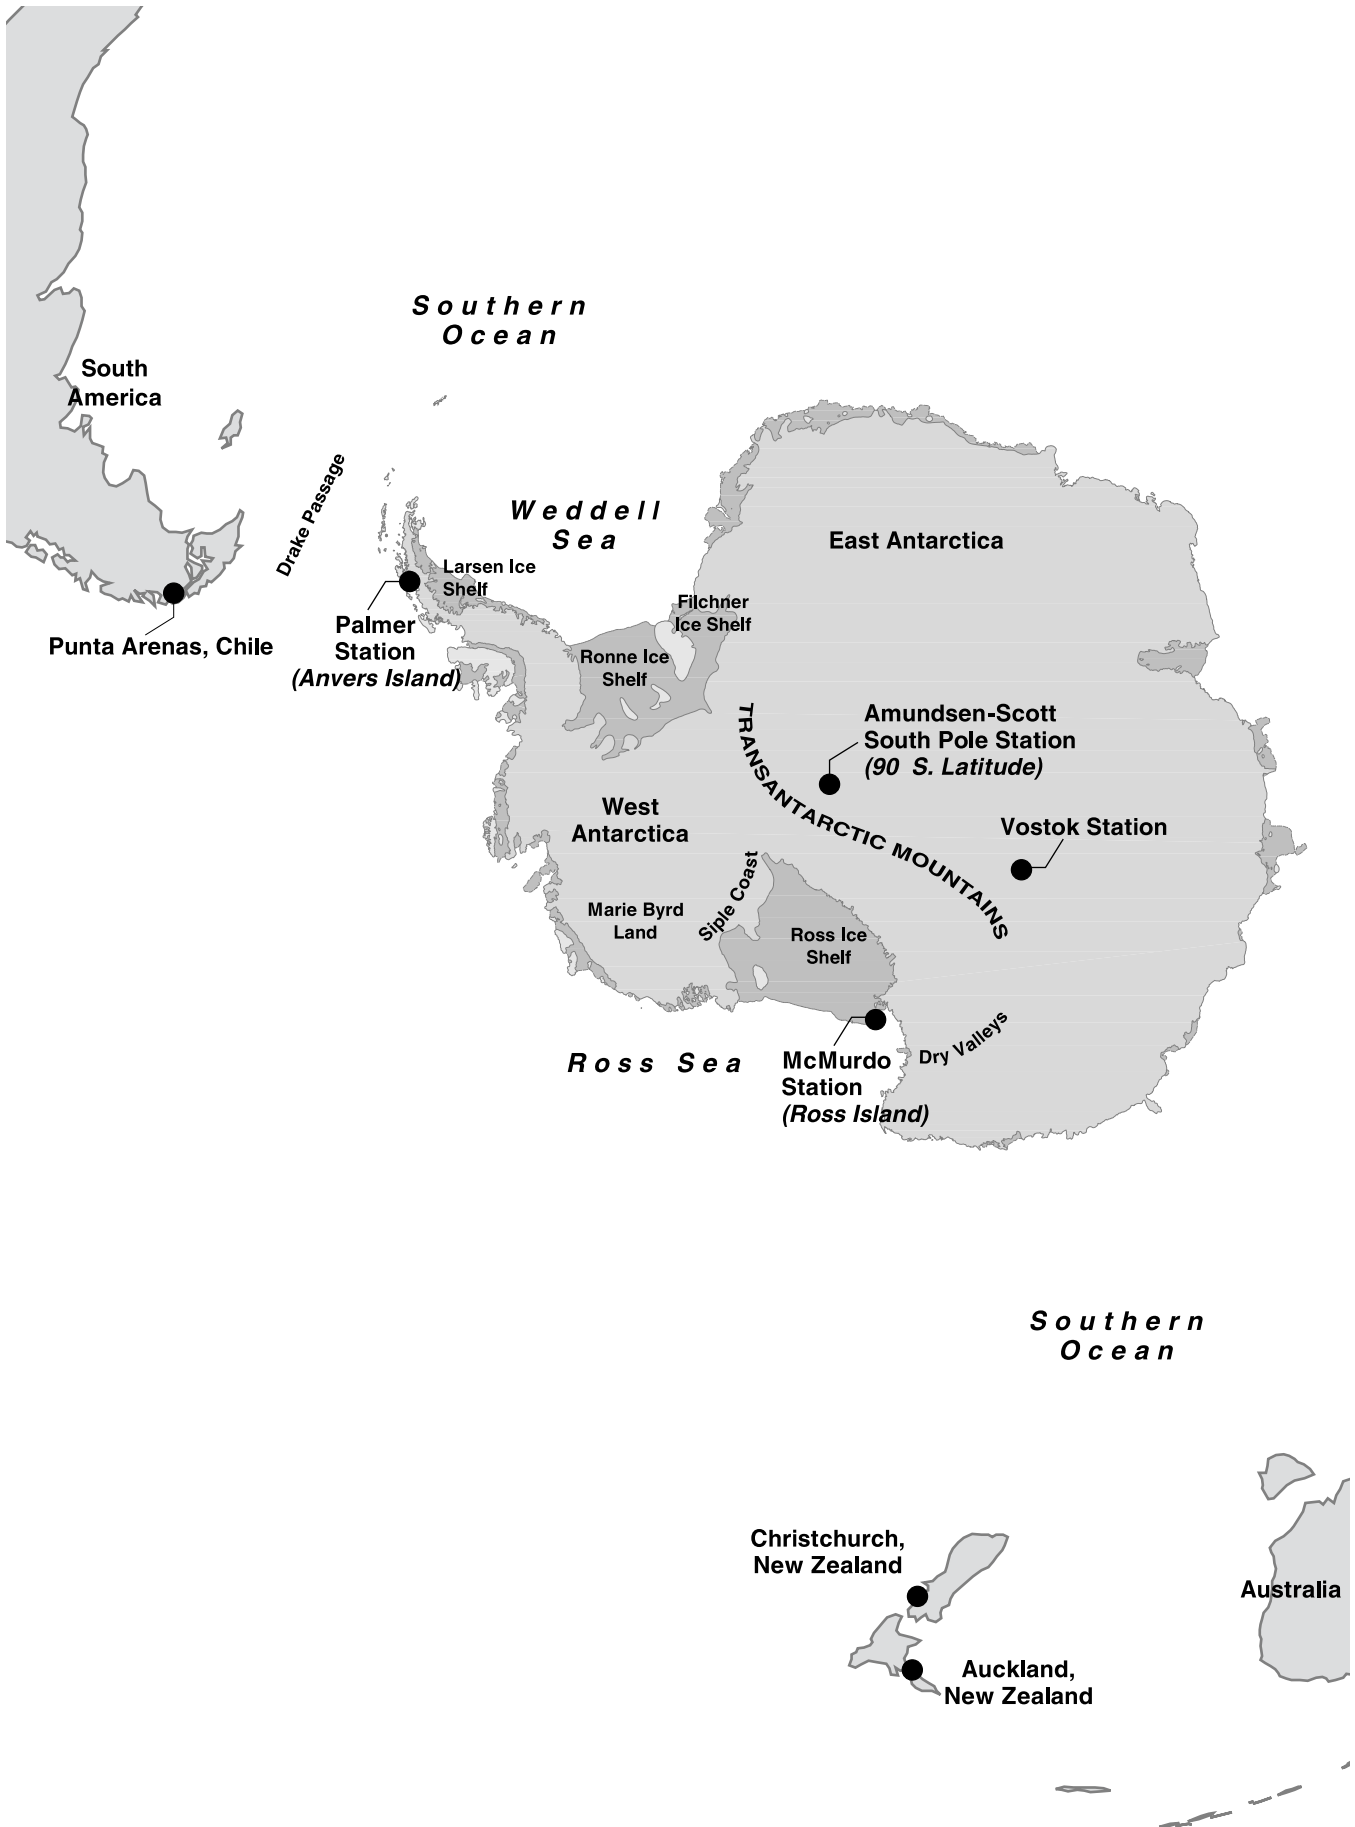 Southern
Ocean
South
America
Drake Passage
Weddell
Sea
East Antarctica
Larsen Ice
Shelf
Filchner
Ice Shelf
Palmer
Station
(Anvers Island)
Punta Arenas, Chile
Ronne Ice
Shelf
TRANSANTARCTIC MOUNTAINS
Amundsen-Scott
South Pole Station
(90  S. Latitude)
West
Antarctica
Vostok Station
Siple Coast
Marie Byrd
Land
Ross Ice
Shelf
Dry Valleys
Ross Sea
McMurdo
Station
(Ross Island)
Southern
Ocean
Christchurch,
New Zealand
Australia
Auckland,
New Zealand